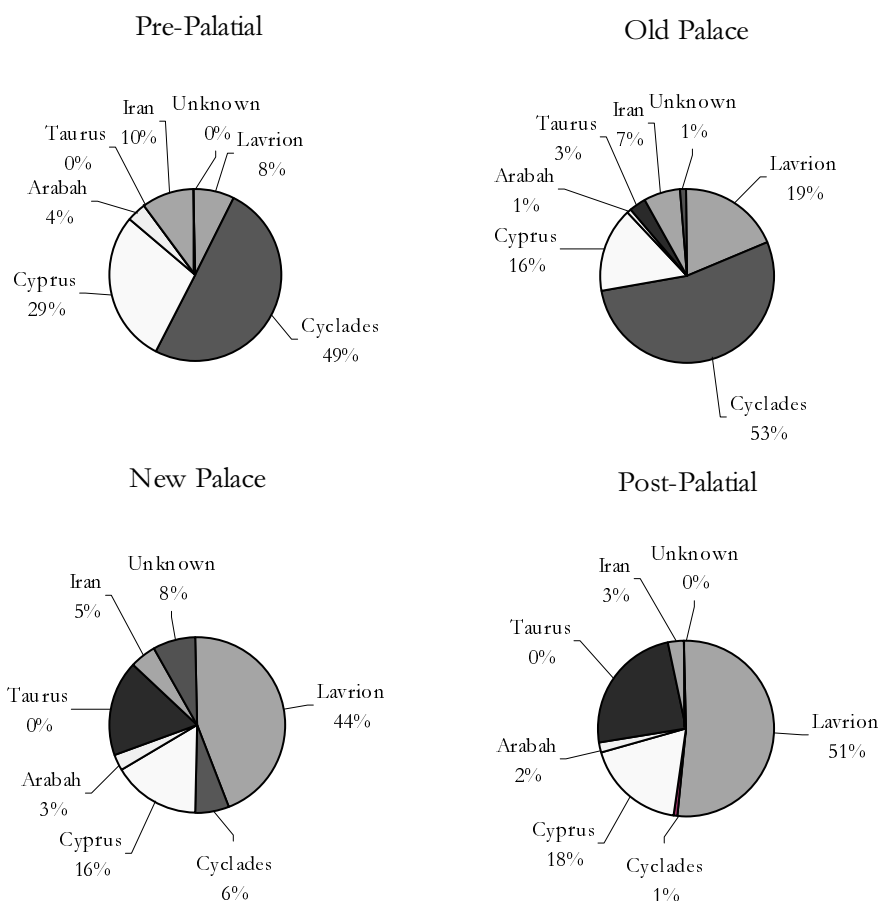 Pre-Palatial
Unknown
0%
Iran
10%
Taurus
0%
Lavrion
8%
Arabah
4%
Cyprus
29%
Cyclades
49%
Old Palace
Unknown
1%
Iran
7%
Taurus
3%
Lavrion
19%
Arabah
1%
Cyprus
16%
Cyclades
53%
New Palace
Unknown
8%
Iran
5%
Taurus
0%
Lavrion
44%
Arabah
3%
Cyprus
16%
Cyclades
6%
Post-Palatial
Unknown
0%
Iran
3%
Taurus
0%
Lavrion
51%
Arabah
2%
Cyprus
18%
Cyclades
1%